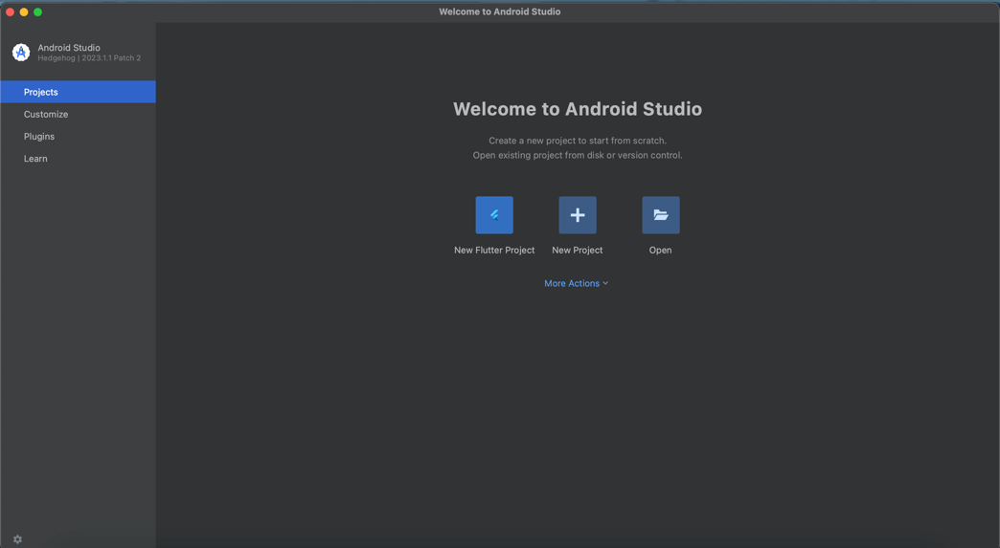 Welcome to Android Studio
Android Studio
Hedgehog | 2023.1.1 Patch 2
Projects
Customize
Plugins
Learn
Welcome to Android Studio
Create a new project to start from scratch.
Open existing project from disk or version control.
New Flutter Project
New Project
Open
More Actions